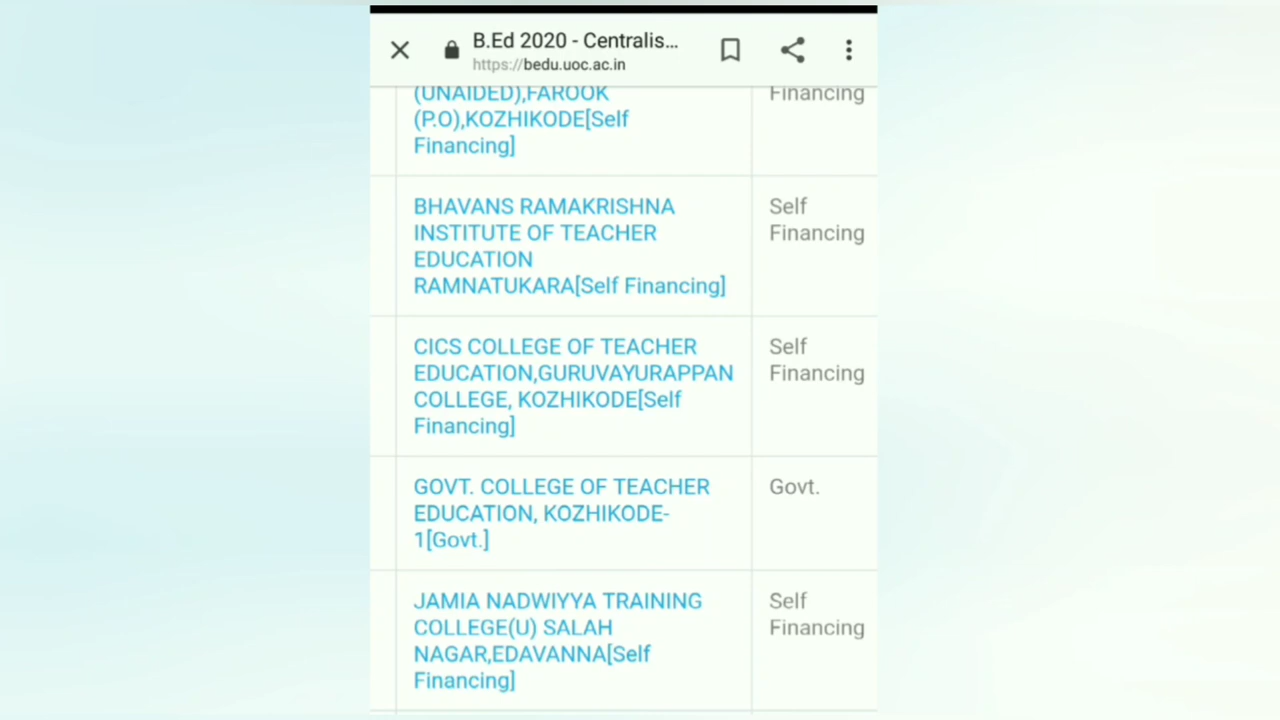 B.Ed 2020 - Centralis...
https://bedu.uoc.ac.in
(UNAIDED),FAROOK
(P.O),KOZHIKODE[Self
Financing]
Financing
BHAVANS RAMAKRISHNA
INSTITUTE OF TEACHER
EDUCATION
RAMNATUKARA[Self Financing]
Self
Financing
CICS COLLEGE OF TEACHER
EDUCATION,GURUVAYURAPPAN
COLLEGE, KOZHIKODE[Self
Financing]
Self
Financing
GOVT. COLLEGE OF TEACHER
EDUCATION, KOZHIKODE-
1[Govt.]
Govt.
JAMIA NADWIYYA TRAINING
COLLEGE(U) SALAH
NAGAR,EDAVANNA[Self
Financing]
Self
Financing